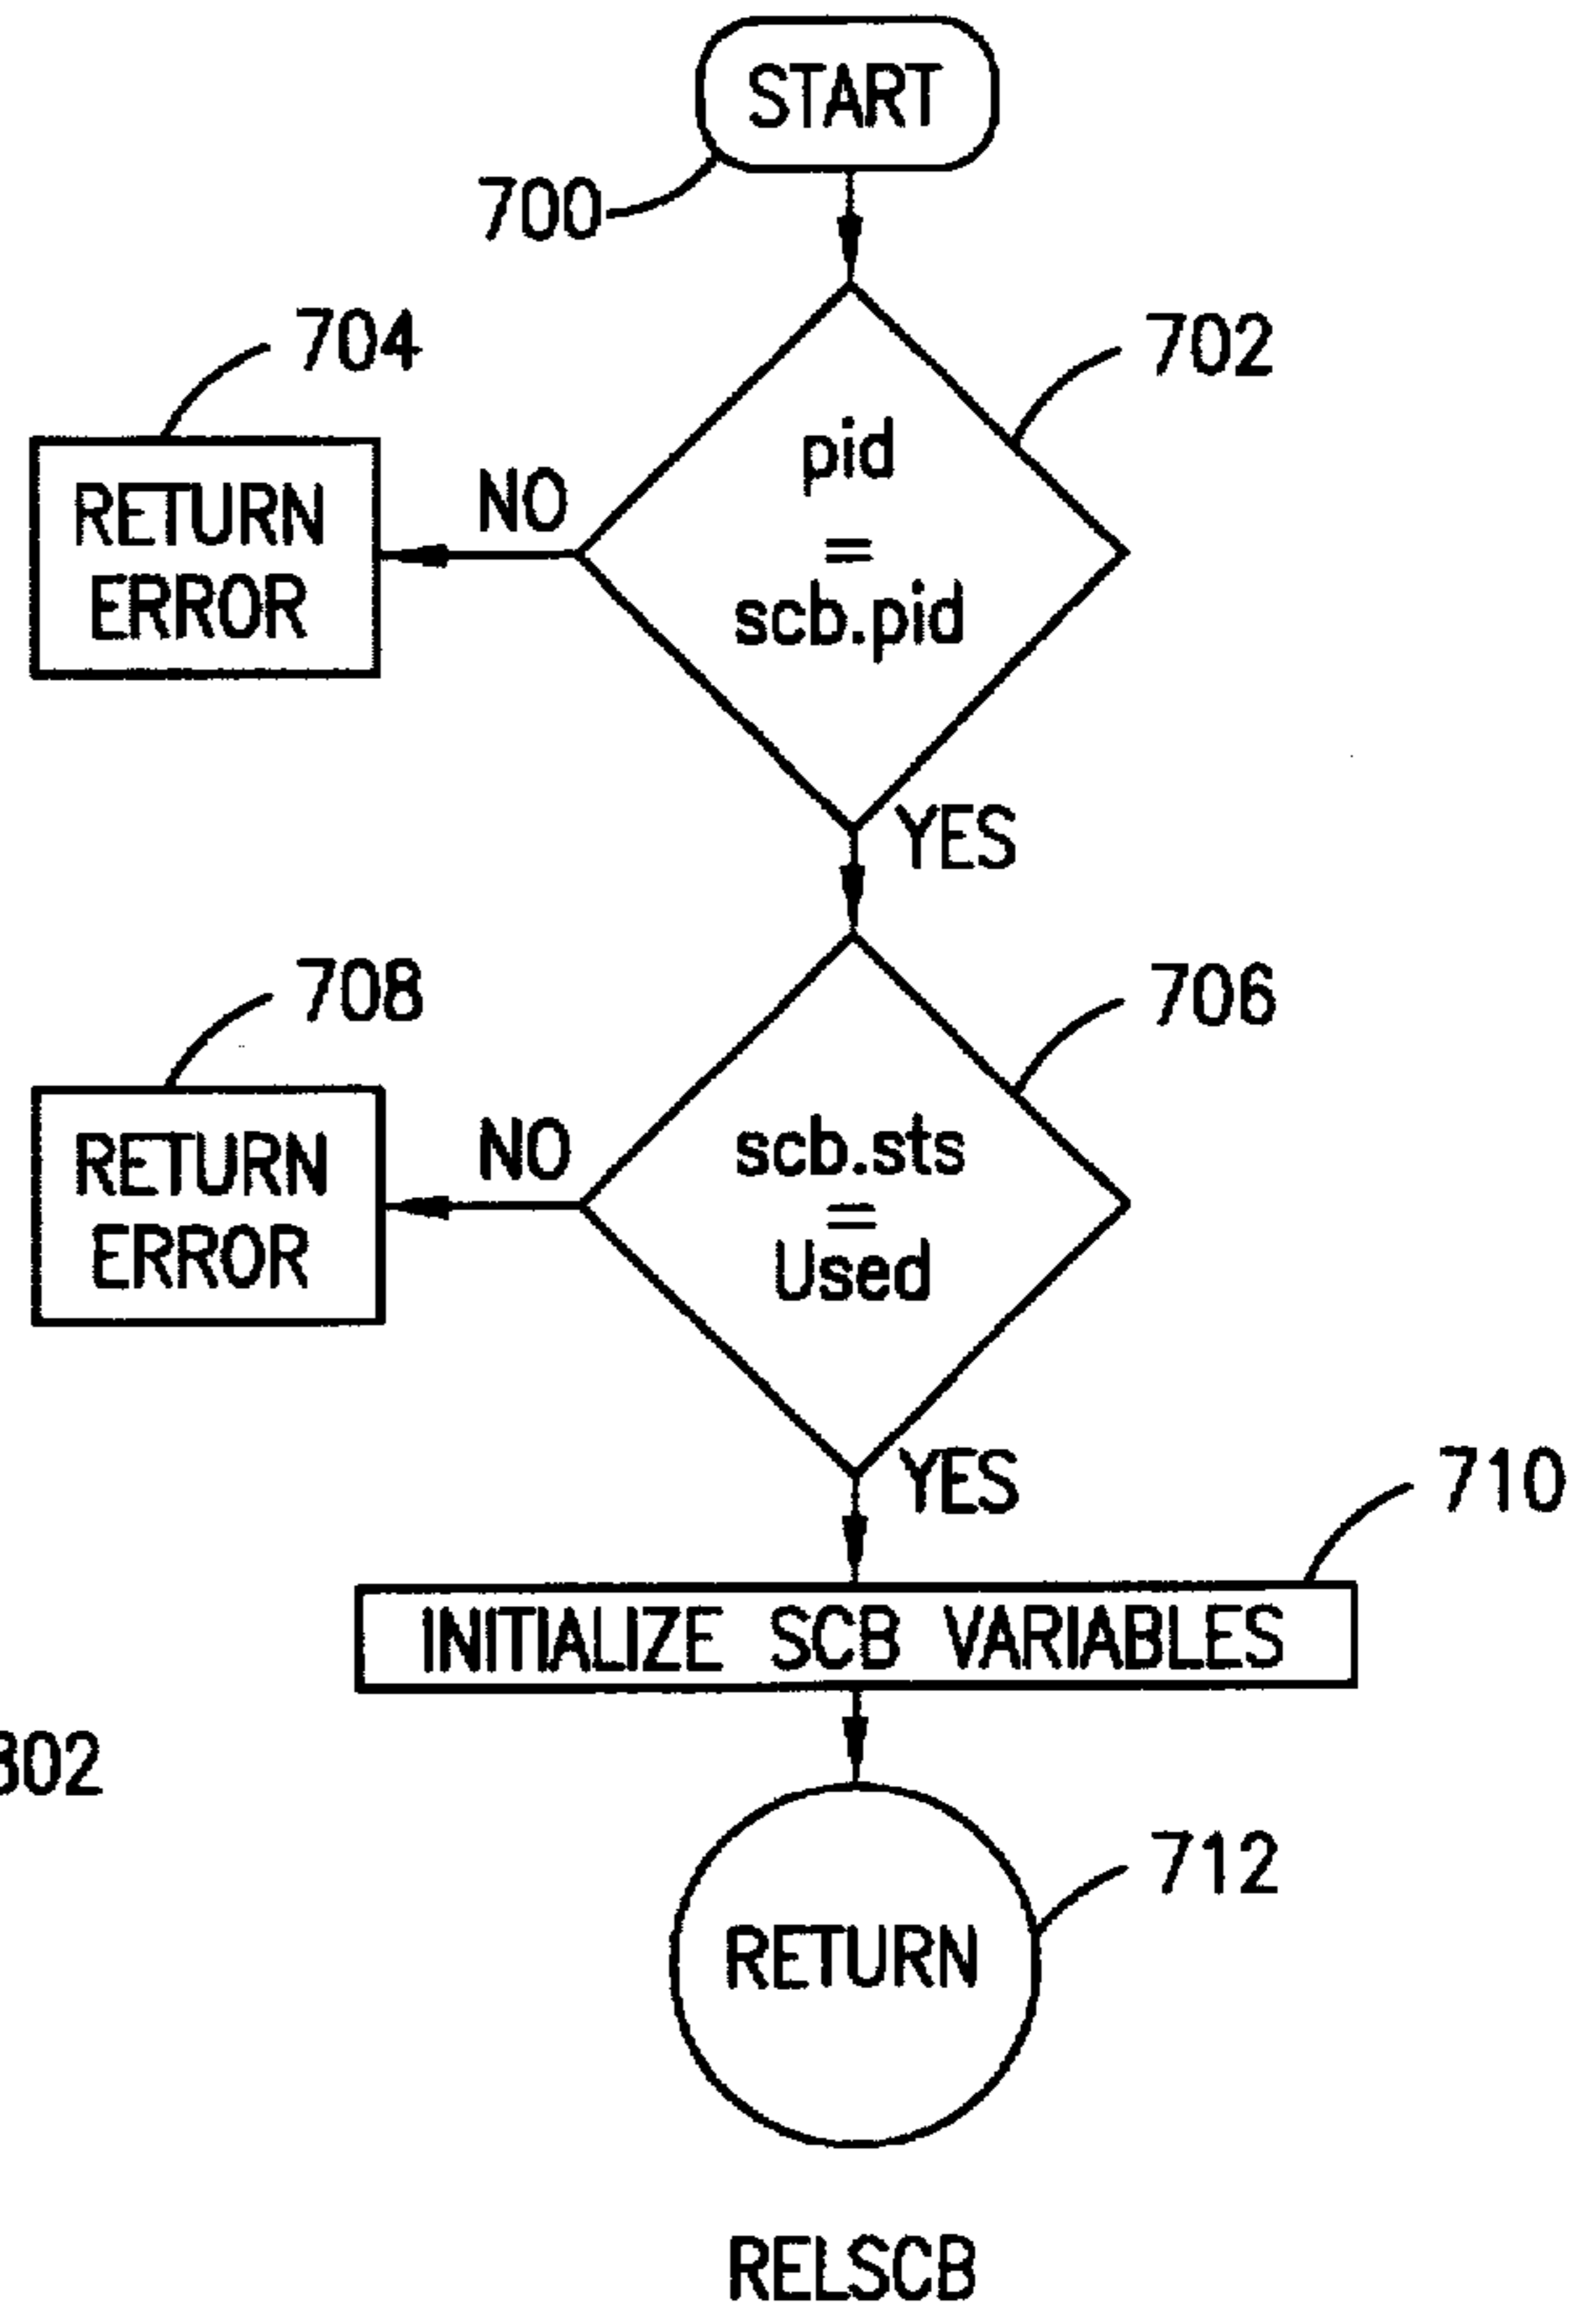 START
700
704
702
pid
=
scb.pid
NO
RETURN
ERROR
YES
708
706
scb.sts
=
Used
NO
RETURN
ERROR
YES
710
INITIALIZE SCB VARIABLES
712
RETURN
RELSCB